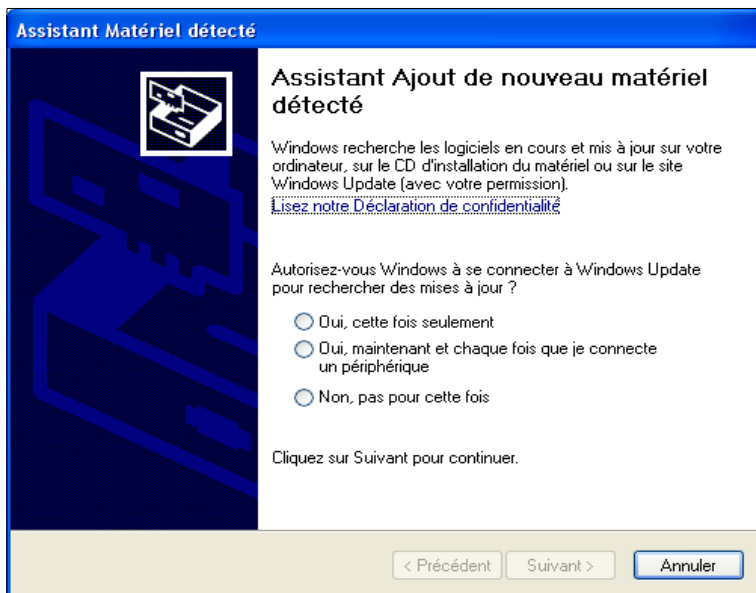 Assistant Matériel détecté
Assistant Ajout de nouveau matériel
détecté
Windows recherche les logiciels en cours et mis à jour sur votre
ordinateur, sur le CD d'installation du matériel ou sur le site
Windows Update (avec votre permission).
Lisez notre Déclaration de confidentialité
Autorisez-vous Windows à se connecter à Windows Update
pour rechercher des mises à jour ?
Oui, cette fois seulement
Oui, maintenant et chaque fois que je connecte
un périphérique
Non, pas pour cette fois
Cliquez sur Suivant pour continuer.
< Précédent Suivant > Annuler